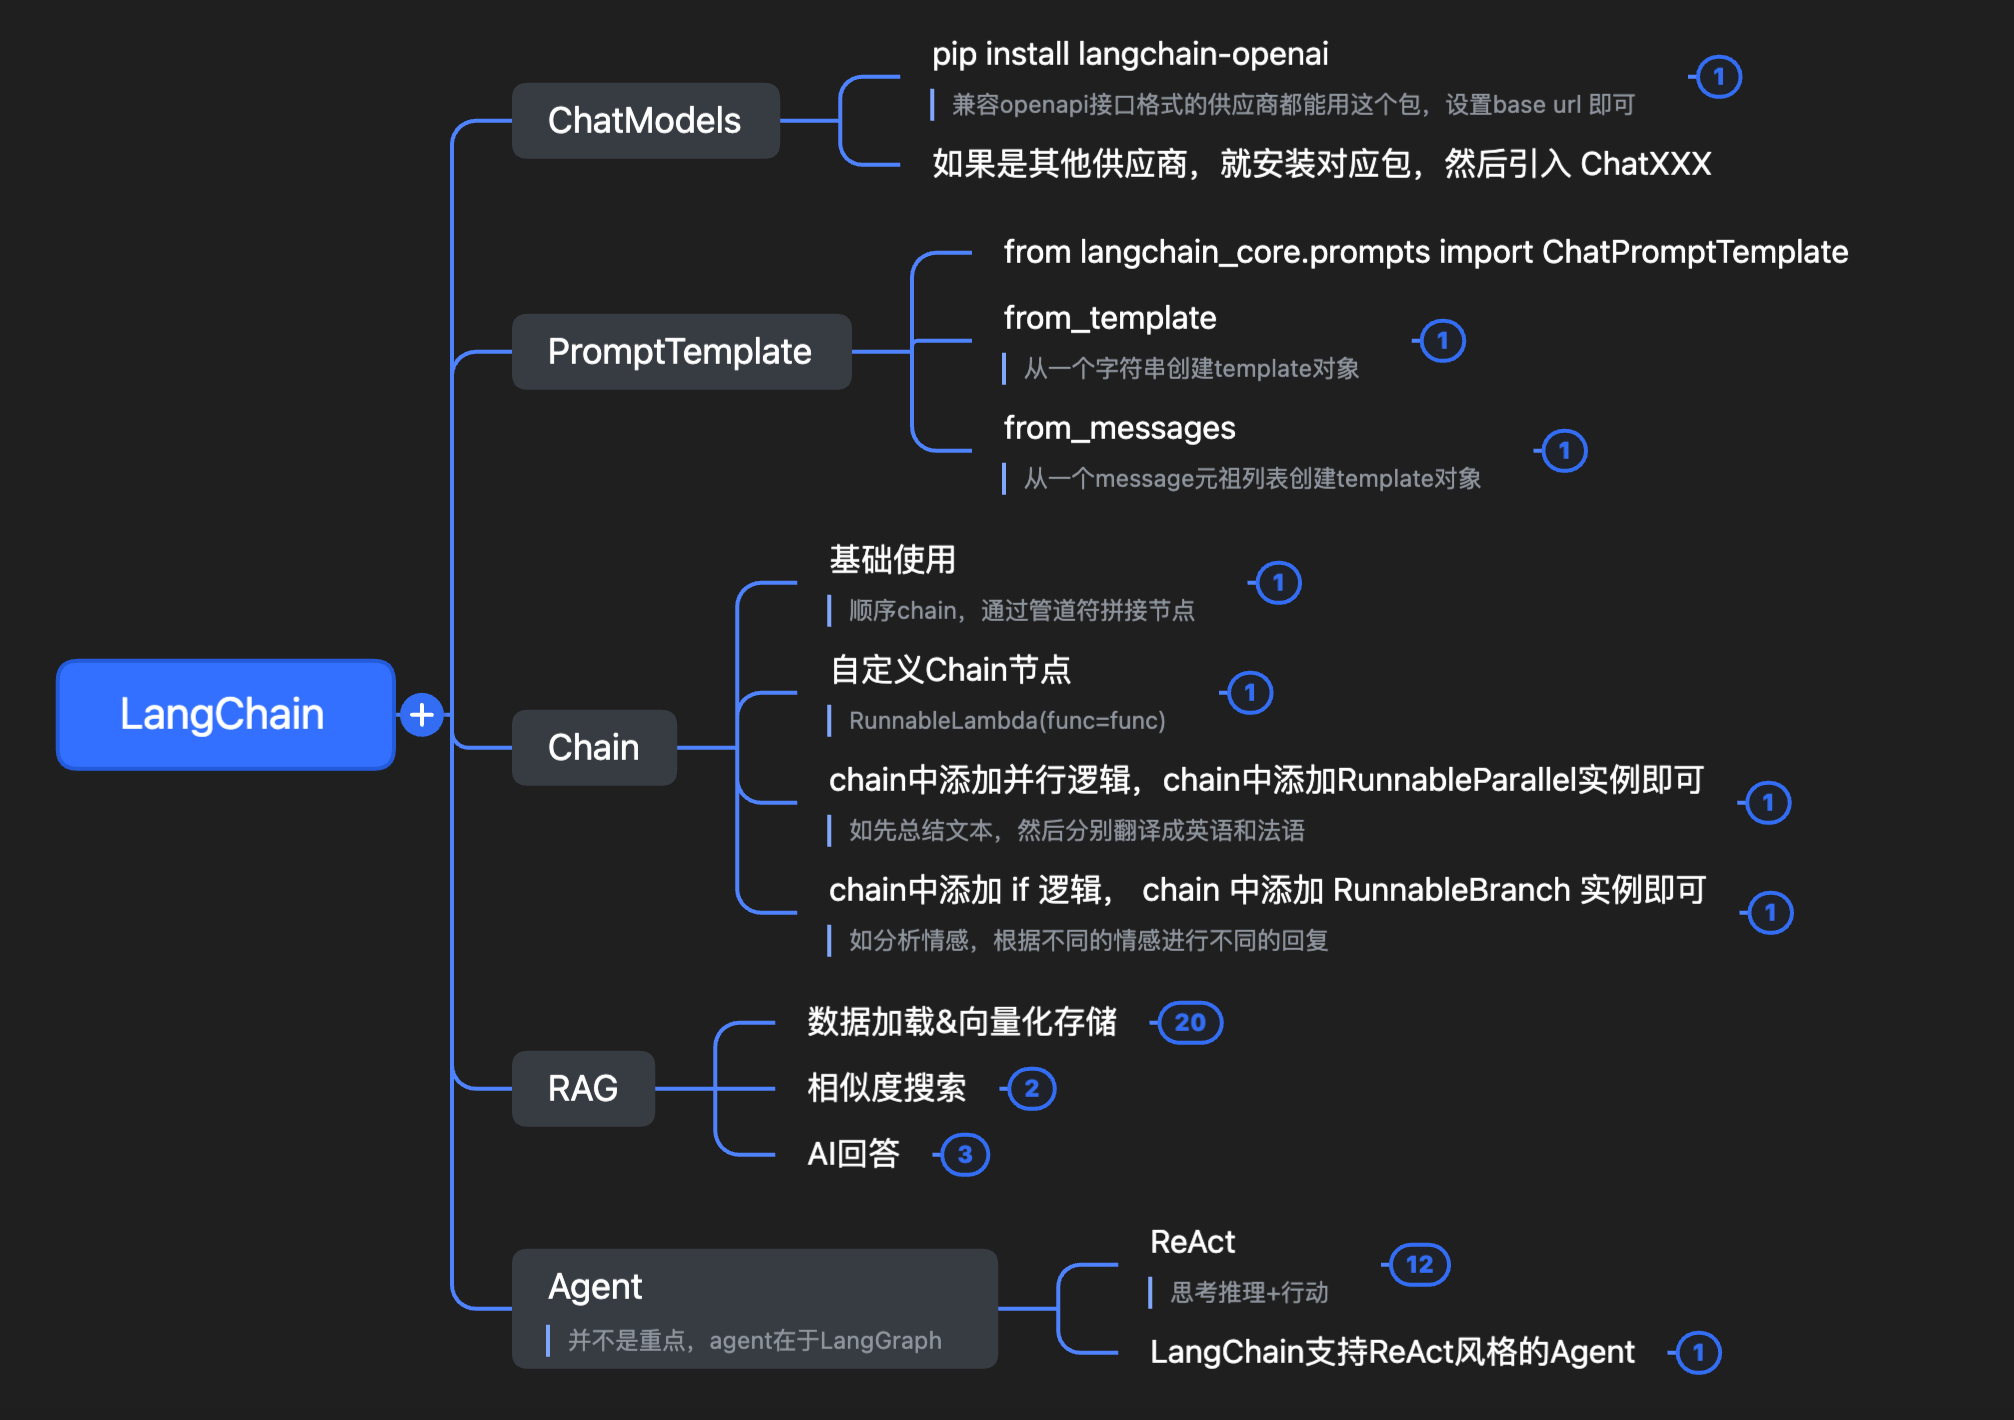 LangChain
ChatModels
pip install langchain-openai
兼容openapi接口格式的供应商都能用这个包，设置base url 即可
1
如果是其他供应商，就安装对应包，然后引入 ChatXXX
PromptTemplate
from langchain_core.prompts import ChatPromptTemplate
from_template
从一个字符串创建template对象
1
from_messages
从一个message元祖列表创建template对象
1
Chain
基础使用
顺序chain，通过管道符拼接节点
1
自定义Chain节点
RunnableLambda(func=func)
1
chain中添加并行逻辑，chain中添加RunnableParallel实例即可
如先总结文本，然后分别翻译成英语和法语
1
chain中添加 if 逻辑， chain 中添加 RunnableBranch 实例即可
如分析情感，根据不同的情感进行不同的回复
1
RAG
数据加载&向量化存储
20
相似度搜索
2
AI回答
3
Agent
并不是重点，agent在于LangGraph
ReAct
思考推理+行动
12
LangChain支持ReAct风格的Agent
1